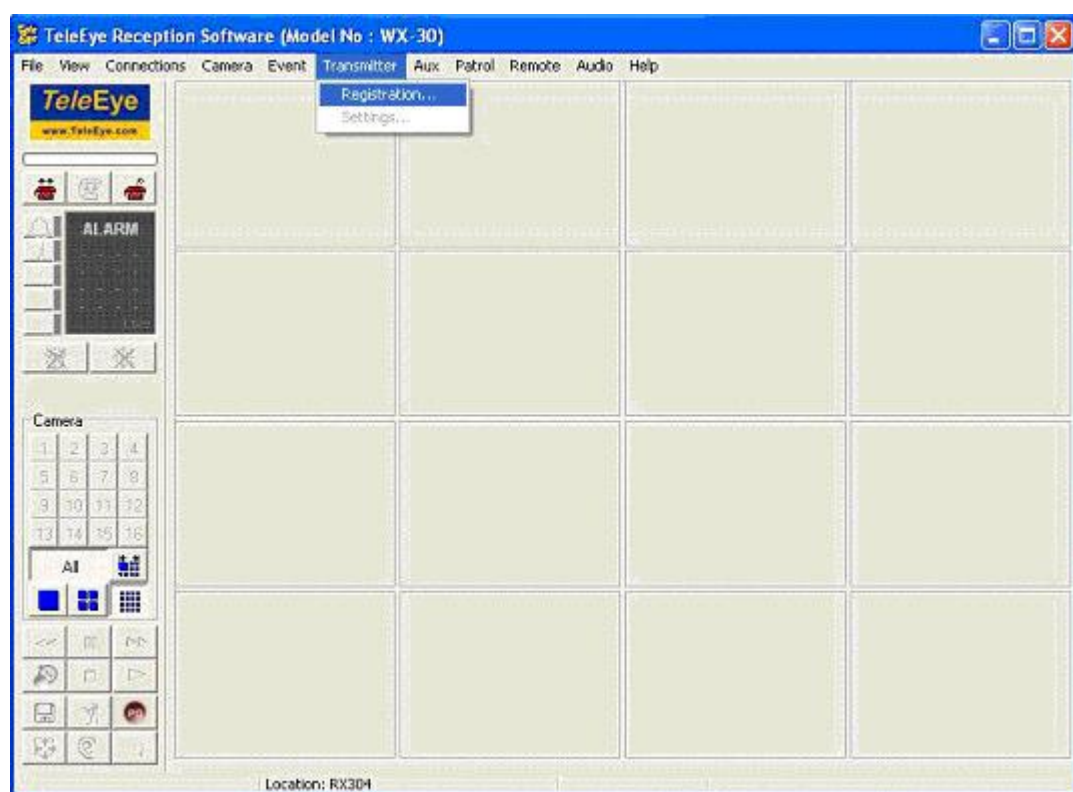 TeleEye Reception Software (Model No : WX-30)
File View Connections Camera Event Transmitter Aux Patrol Remote Audio Help
Registration...
Settings...
TeleEye
www.TeleEye.com
ALARM
Camera
1 2 3 4
5 6 7 8
9 10 11 12
13 14 15 16
All
Location: RX304